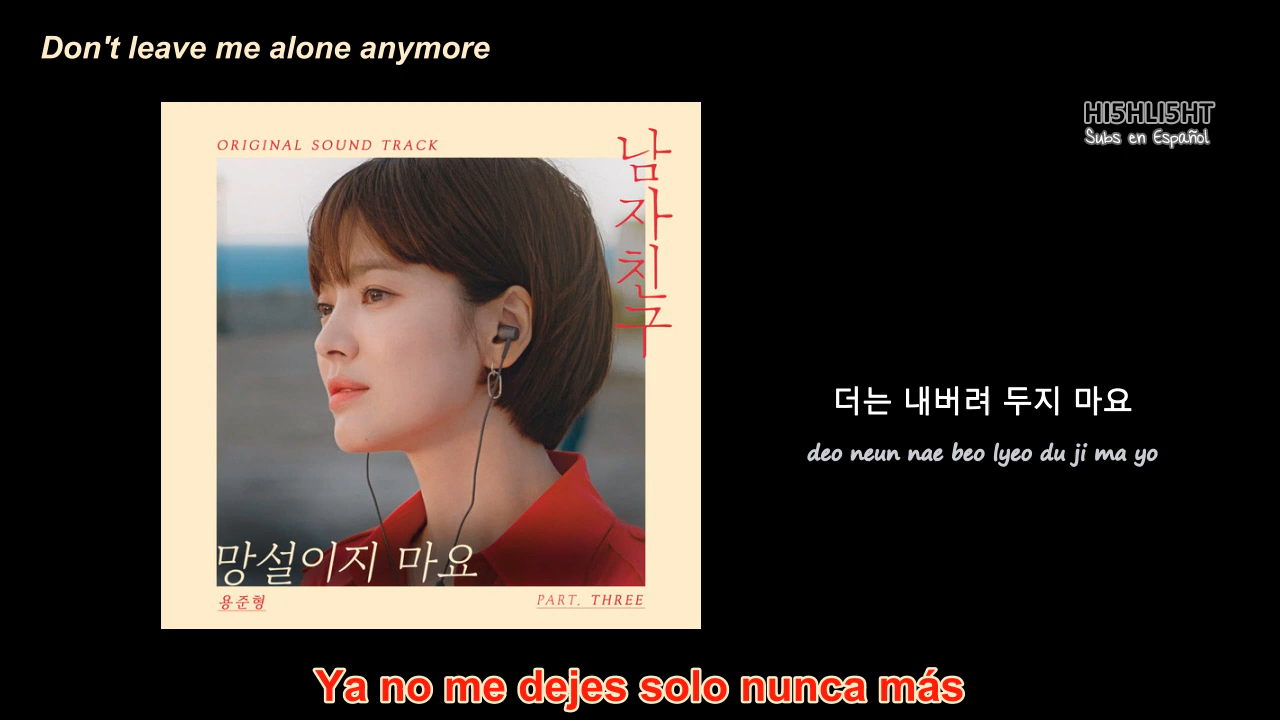 Don't leave me alone anymore
H15HL15HT
Subs en Español
ORIGINAL SOUND TRACK
남자친구
더는 내버려 두지 마요
deo neun nae beo lyeo du ji ma yo
망설이지 마요
용준형
PART. THREE
Ya no me dejes solo nunca más